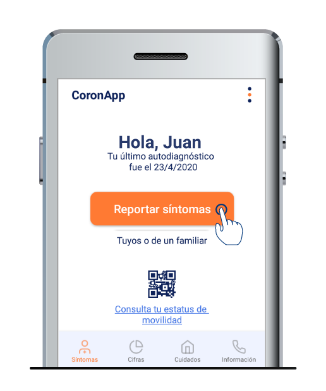 CoronApp
Hola, Juan
Tu último autodiagnóstico
fue el 23/4/2020
Reportar síntomas
Tuyos o de un familiar
Consulta tu estatus de
movilidad
Síntomas Cifras Cuidados Información